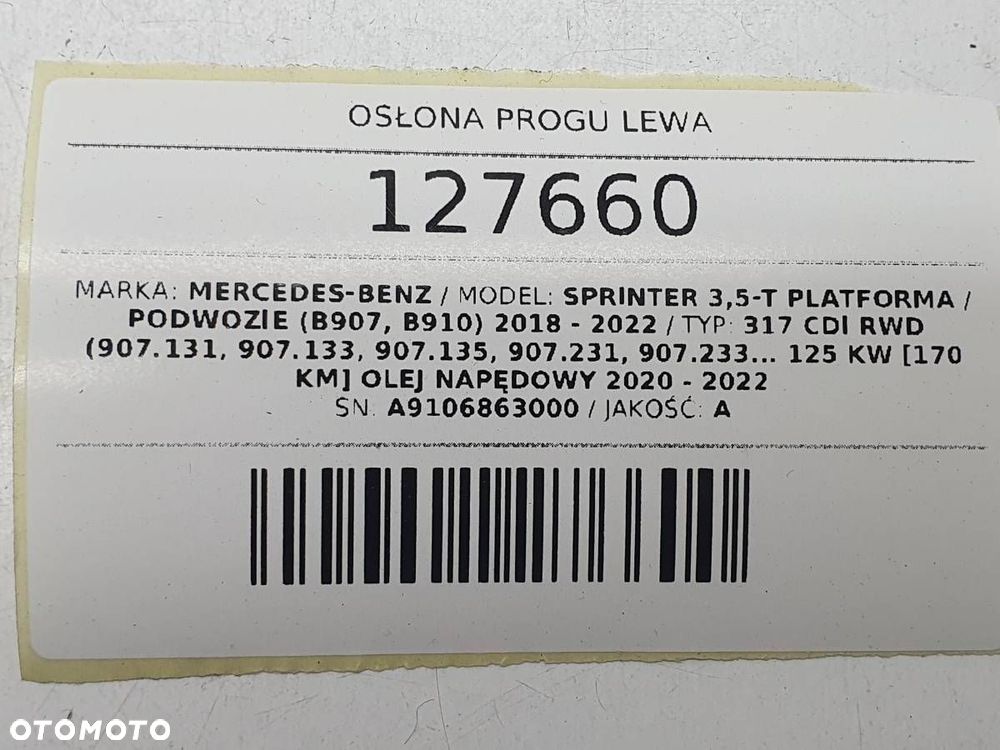 OSŁONA PROGU LEWA
127660
MARKA: MERCEDES-BENZ / MODEL: SPRINTER 3,5-T PLATFORMA /
PODWOZIE (B907, B910) 2018 - 2022 / TYP: 317 CDI RWD
(907.131, 907.133, 907.135, 907.231, 907.233... 125 KW [170
KM] OLEJ NAPĘDOWY 2020 - 2022
SN: A9106863000 / JAKOŚĆ: A
OTOMOTO